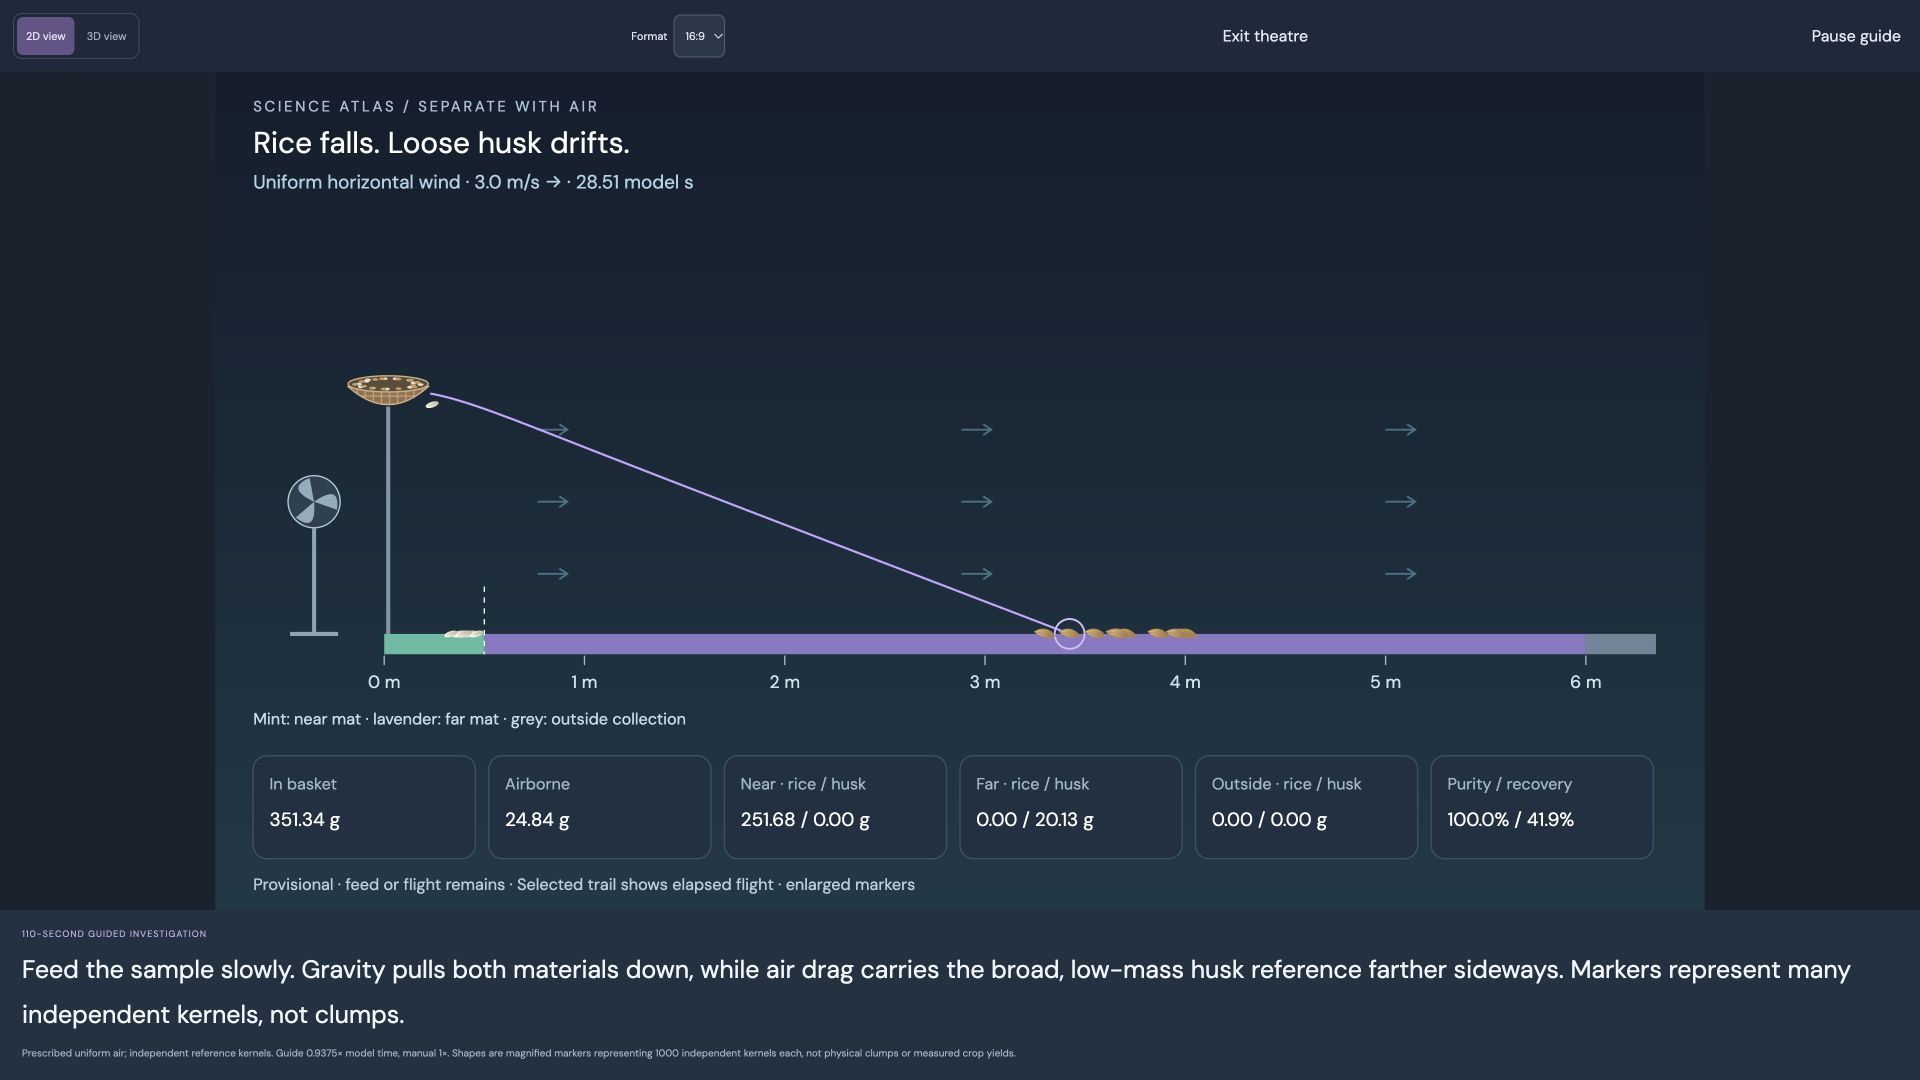 2D view 3D view Format 16:9 Exit theatre Pause guide
SCIENCE ATLAS / SEPARATE WITH AIR
Rice falls. Loose husk drifts.
Uniform horizontal wind · 3.0 m/s → · 28.51 model s
0 m 1 m 2 m 3 m 4 m 5 m 6 m
Mint: near mat · lavender: far mat · grey: outside collection
In basket
351.34 g
Airborne
24.84 g
Near · rice / husk
251.68 / 0.00 g
Far · rice / husk
0.00 / 20.13 g
Outside · rice / husk
0.00 / 0.00 g
Purity / recovery
100.0% / 41.9%
Provisional · feed or flight remains · Selected trail shows elapsed flight · enlarged markers
110-SECOND GUIDED INVESTIGATION
Feed the sample slowly. Gravity pulls both materials down, while air drag carries the broad, low-mass husk reference farther sideways. Markers represent many
independent kernels, not clumps.
Prescribed uniform air; independent reference kernels. Guide 0.9375× model time, manual 1×. Shapes are magnified markers representing 1000 independent kernels each, not physical clumps or measured crop yields.